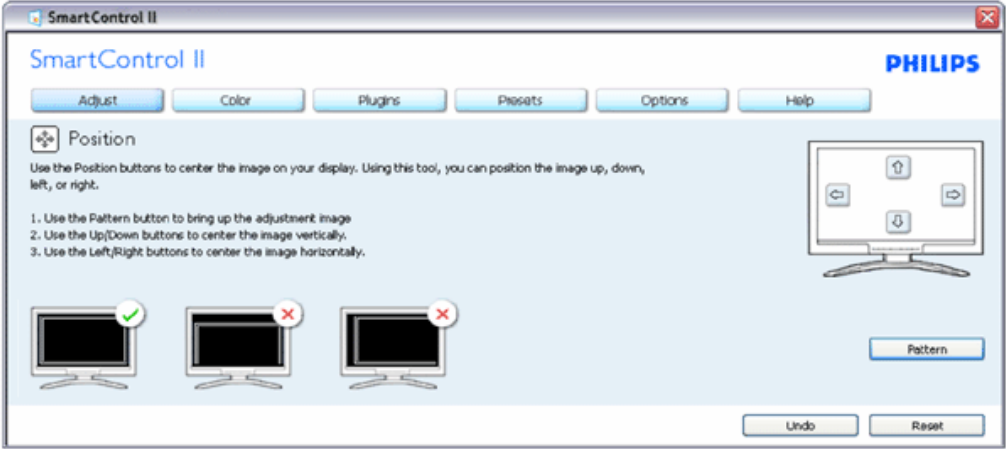 SmartControl II
SmartControl II
PHILIPS
Adjust
Color
Plugins
Presets
Options
Help
Position
Use the Position buttons to center the image on your display. Using this tool, you can position the image up, down,
left, or right.
1. Use the Pattern button to bring up the adjustment image
2. Use the Up/Down buttons to center the image vertically.
3. Use the Left/Right buttons to center the image horizontally.
Pattern
Undo
Reset